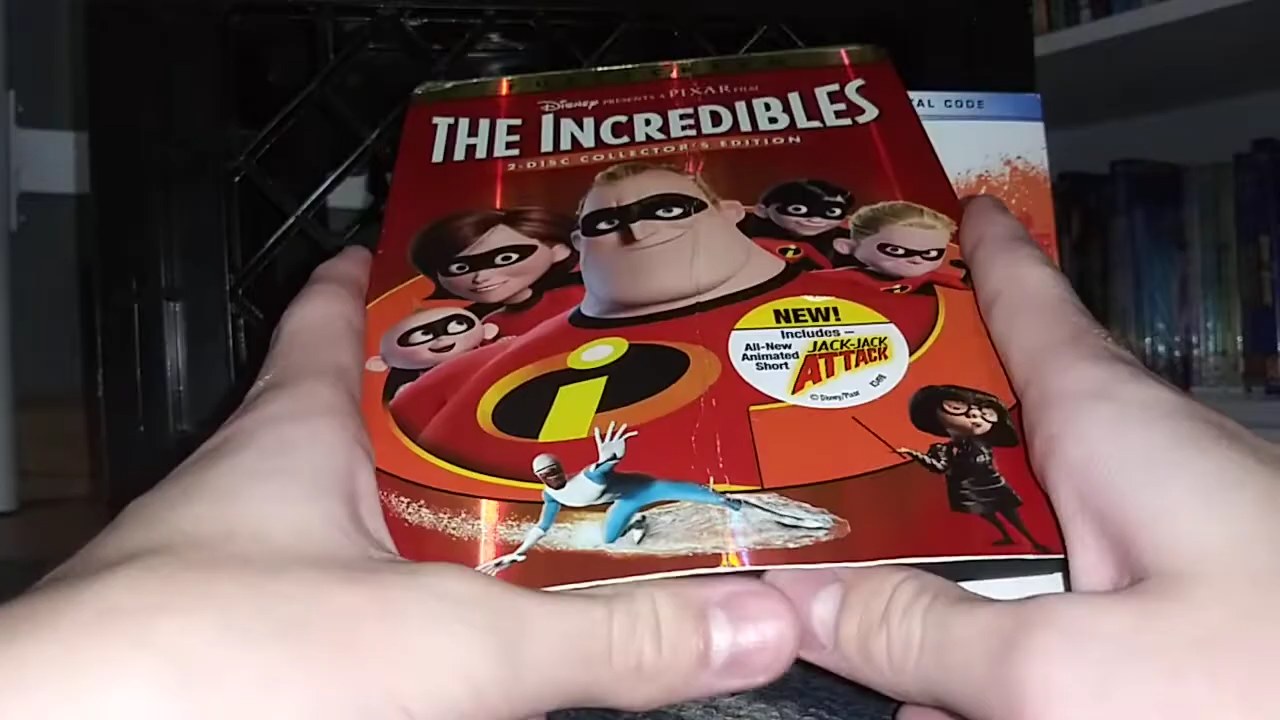 Disney PRESENTS A PIXAR FILM
THE INCREDIBLES
2-DISC COLLECTOR'S EDITION
NEW!
Includes –
All-New
Animated
Short
JACK-JACK
ATTACK
© Disney/Pixar
i
CODE